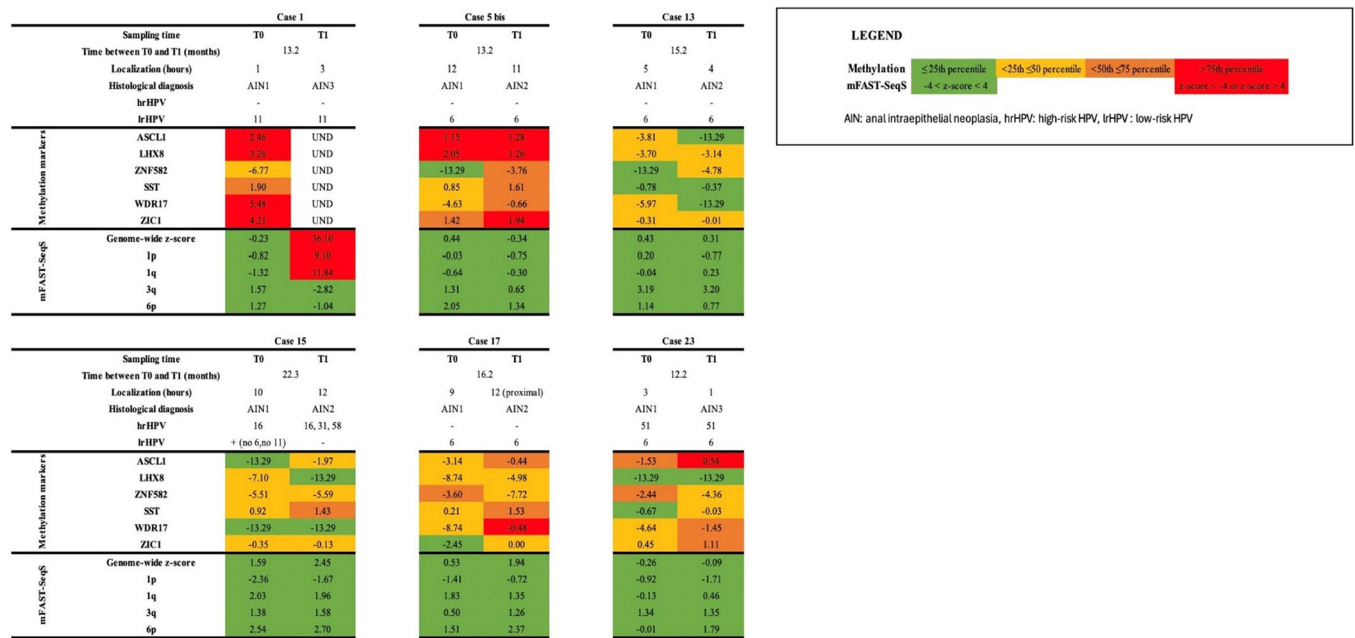 Case 1 Case 5 bis Case 13
Sampling time T0 T1 T0 T1 T0 T1
Time between T0 and T1 (months) 13.2 13.2 15.2
Localization (hours) 1 3 12 11 5 4
Histological diagnosis AIN1 AIN3 AIN1 AIN2 AIN1 AIN2
hrHPV - - - - - -
lrHPV 11 11 6 6 6 6
Methylation markers
ASCL1 2.46 UND 1.15 1.28 -3.81 -13.29
LHX8 3.26 UND 2.05 1.26 -3.70 -3.14
ZNF582 -6.77 UND -13.29 -3.76 -13.29 -4.78
SST 1.90 UND 0.85 1.61 -0.78 -0.37
WDR17 5.48 UND -4.63 -0.66 -5.97 -13.29
ZIC1 4.21 UND 1.42 1.94 -0.31 -0.01
mFAST-SeqS
Genome-wide z-score -0.23 36,10 0.44 -0.34 0.43 0.31
1p -0.82 9.10 -0.03 -0.75 0.20 -0.77
1q -1.32 11,84 -0.64 -0.30 -0.04 0.23
3q 1.57 -2.82 1.31 0.65 3.19 3.20
6p 1.27 -1.04 2.05 1.34 1.14 0.77
Case 15 Case 17 Case 23
Sampling time T0 T1 T0 T1 T0 T1
Time between T0 and T1 (months) 22.3 16.2 12.2
Localization (hours) 10 12 9 12 (proximal) 3 1
Histological diagnosis AIN1 AIN2 AIN1 AIN2 AIN1 AIN3
hrHPV 16 16, 31, 58 - - 51 51
lrHPV + (no 6,no 11) - 6 6 6 6
Methylation markers
ASCL1 -13.29 -1.97 -3.14 -0.44 -1.53 0.54
LHX8 -7.10 -13.29 -8.74 -4.98 -13.29 -13.29
ZNF582 -5.51 -5.59 -3.60 -7.72 -2.44 -4.36
SST 0.92 1.43 0.21 1.53 -0.67 -0.03
WDR17 -13.29 -13.29 -8.74 -0.48 -4.64 -1.45
ZIC1 -0.35 -0.13 -2.45 0.00 0.45 1.11
mFAST-SeqS
Genome-wide z-score 1.59 2.45 0.53 1.94 -0.26 -0.09
1p -2.36 -1.67 -1.41 -0.72 -0.92 -1.71
1q 2.03 1.96 1.83 1.35 -0.13 0.46
3q 1.38 1.58 0.50 1.26 1.34 1.35
6p 2.54 2.70 1.51 2.37 -0.01 1.79
LEGEND
Methylation ≤ 25th percentile <25th ≤50 percentile <50th ≤75 percentile >75th percentile
mFAST-SeqS -4 < z-score < 4 z-score < -4 or z-score > 4
AIN: anal intraepithelial neoplasia, hrHPV: high-risk HPV, lrHPV : low-risk HPV